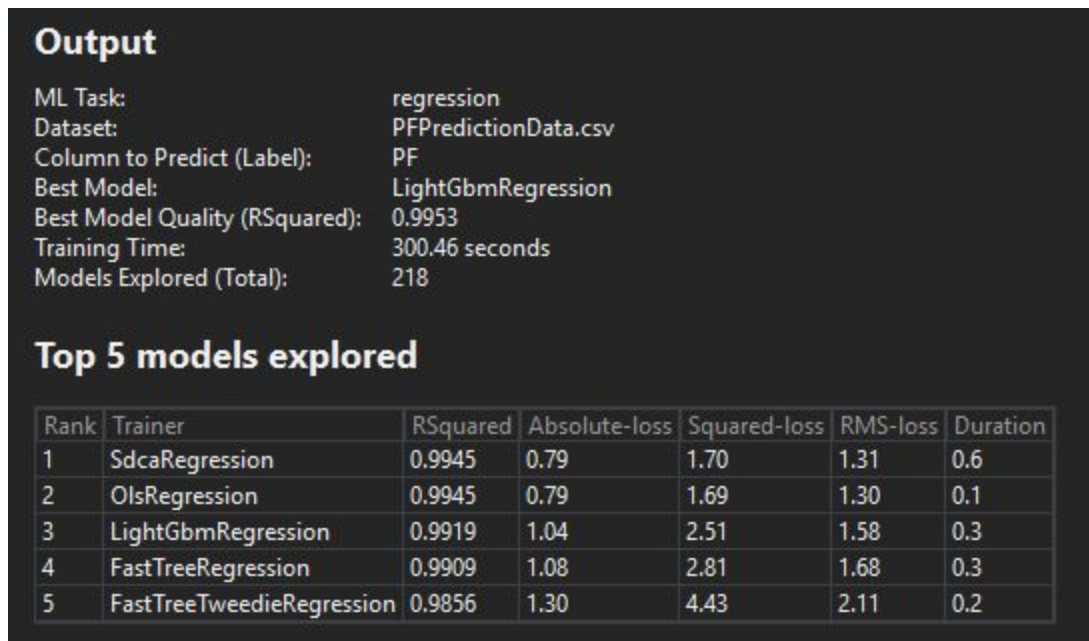 Output
ML Task: regression
Dataset: PFPredictionData.csv
Column to Predict (Label): PF
Best Model: LightGbmRegression
Best Model Quality (RSquared): 0.9953
Training Time: 300.46 seconds
Models Explored (Total): 218
Top 5 models explored
Rank Trainer RSquared Absolute-loss Squared-loss RMS-loss Duration
1 SdcaRegression 0.9945 0.79 1.70 1.31 0.6
2 OlsRegression 0.9945 0.79 1.69 1.30 0.1
3 LightGbmRegression 0.9919 1.04 2.51 1.58 0.3
4 FastTreeRegression 0.9909 1.08 2.81 1.68 0.3
5 FastTreeTweedieRegression 0.9856 1.30 4.43 2.11 0.2